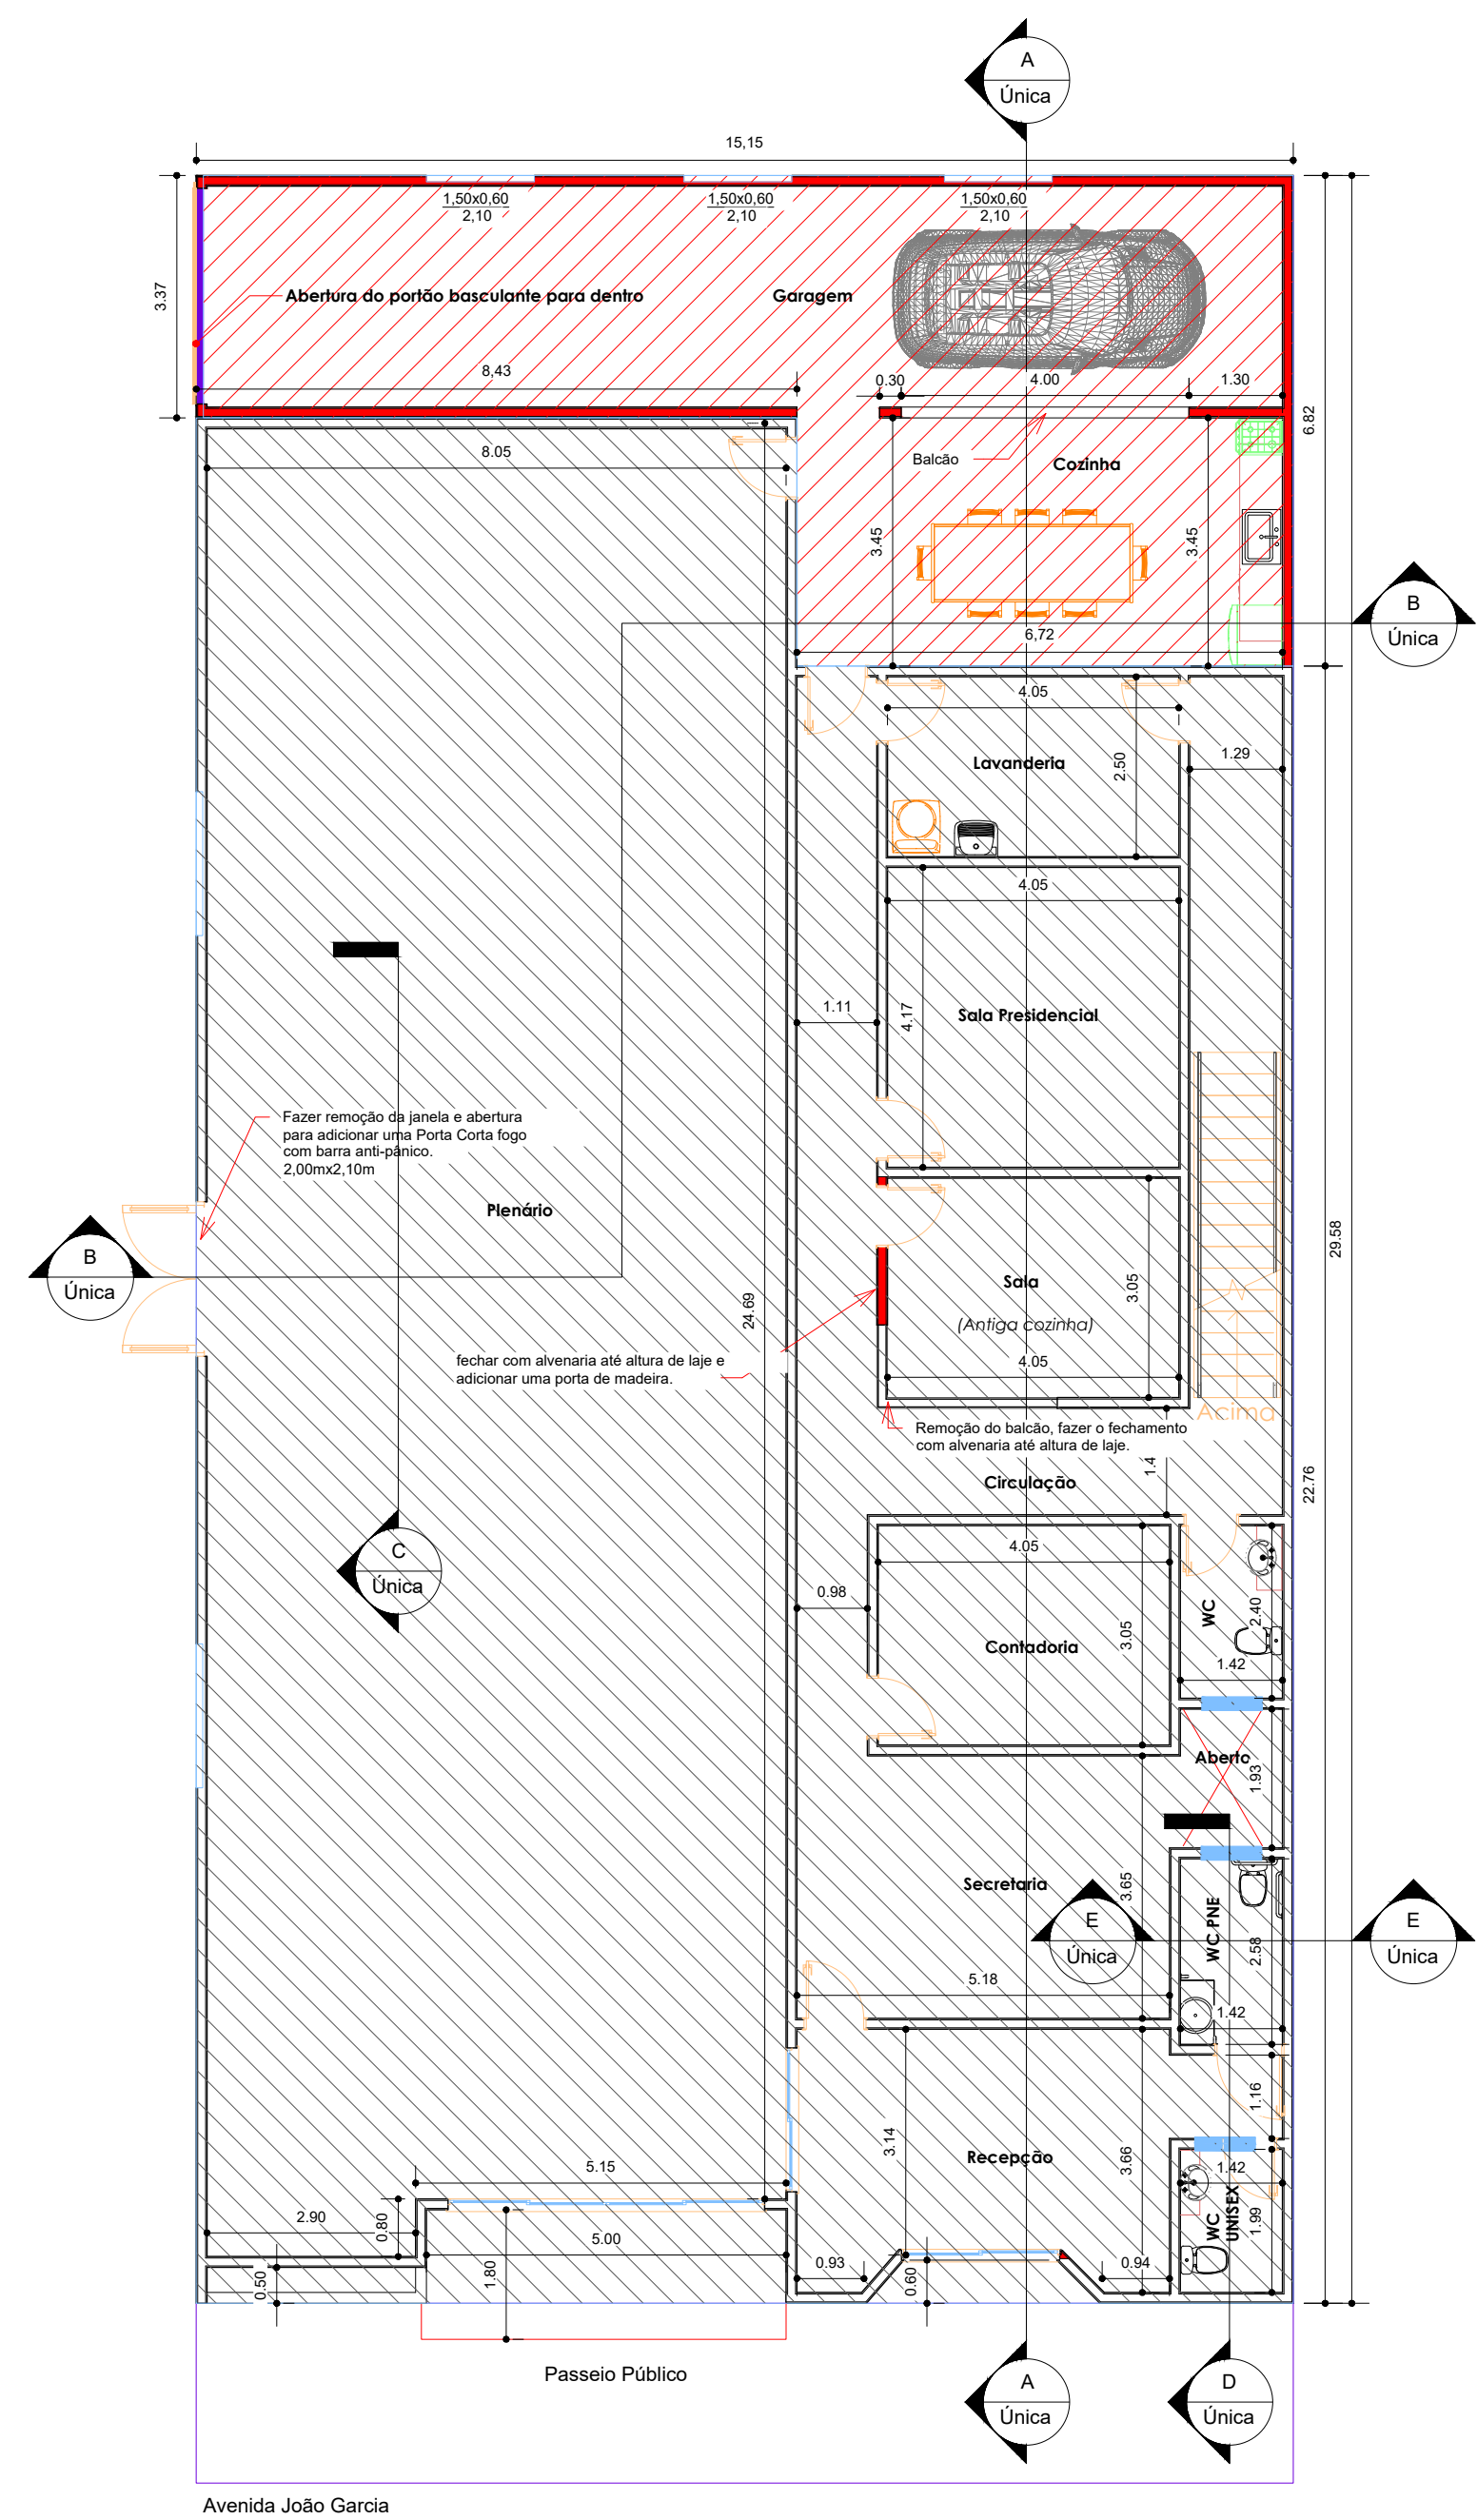 A
Única
15,15
1,50x0,60
2,10
1,50x0,60
2,10
1,50x0,60
2,10
3.37
Abertura do portão basculante para dentro
Garagem
8,43
0.30
4.00
1.30
6.82
8.05
Balcão
Cozinha
3.45
3.45
B
Única
6,72
4.05
Lavanderia
2.50
1.29
4.05
1.11
4.17
Sala Presidencial
Fazer remoção da janela e abertura
para adicionar uma Porta Corta fogo
com barra anti-pânico.
2,00mx2,10m
Plenário
29.58
B
Única
24.69
Sala
3.05
(Antiga cozinha)
fechar com alvenaria até altura de laje e
adicionar uma porta de madeira.
4.05
Acima
Remoção do balcão, fazer o fechamento
com alvenaria até altura de laje.
1.4
Circulação
22.76
C
Única
4.05
0.98
WC
2.40
Contadoria
3.05
1.42
Aberto
1.93
Secretaria
3.65
E
Única
WC PNE
2.58
E
Única
5.18
1.42
1.16
3.14
Recepção
3.66
5.15
1.42
2.90
0.80
5.00
WC
UNISEX
1.99
1.80
0.50
0.93
0.60
0.94
Passeio Público
A
Única
D
Única
Avenida João Garcia